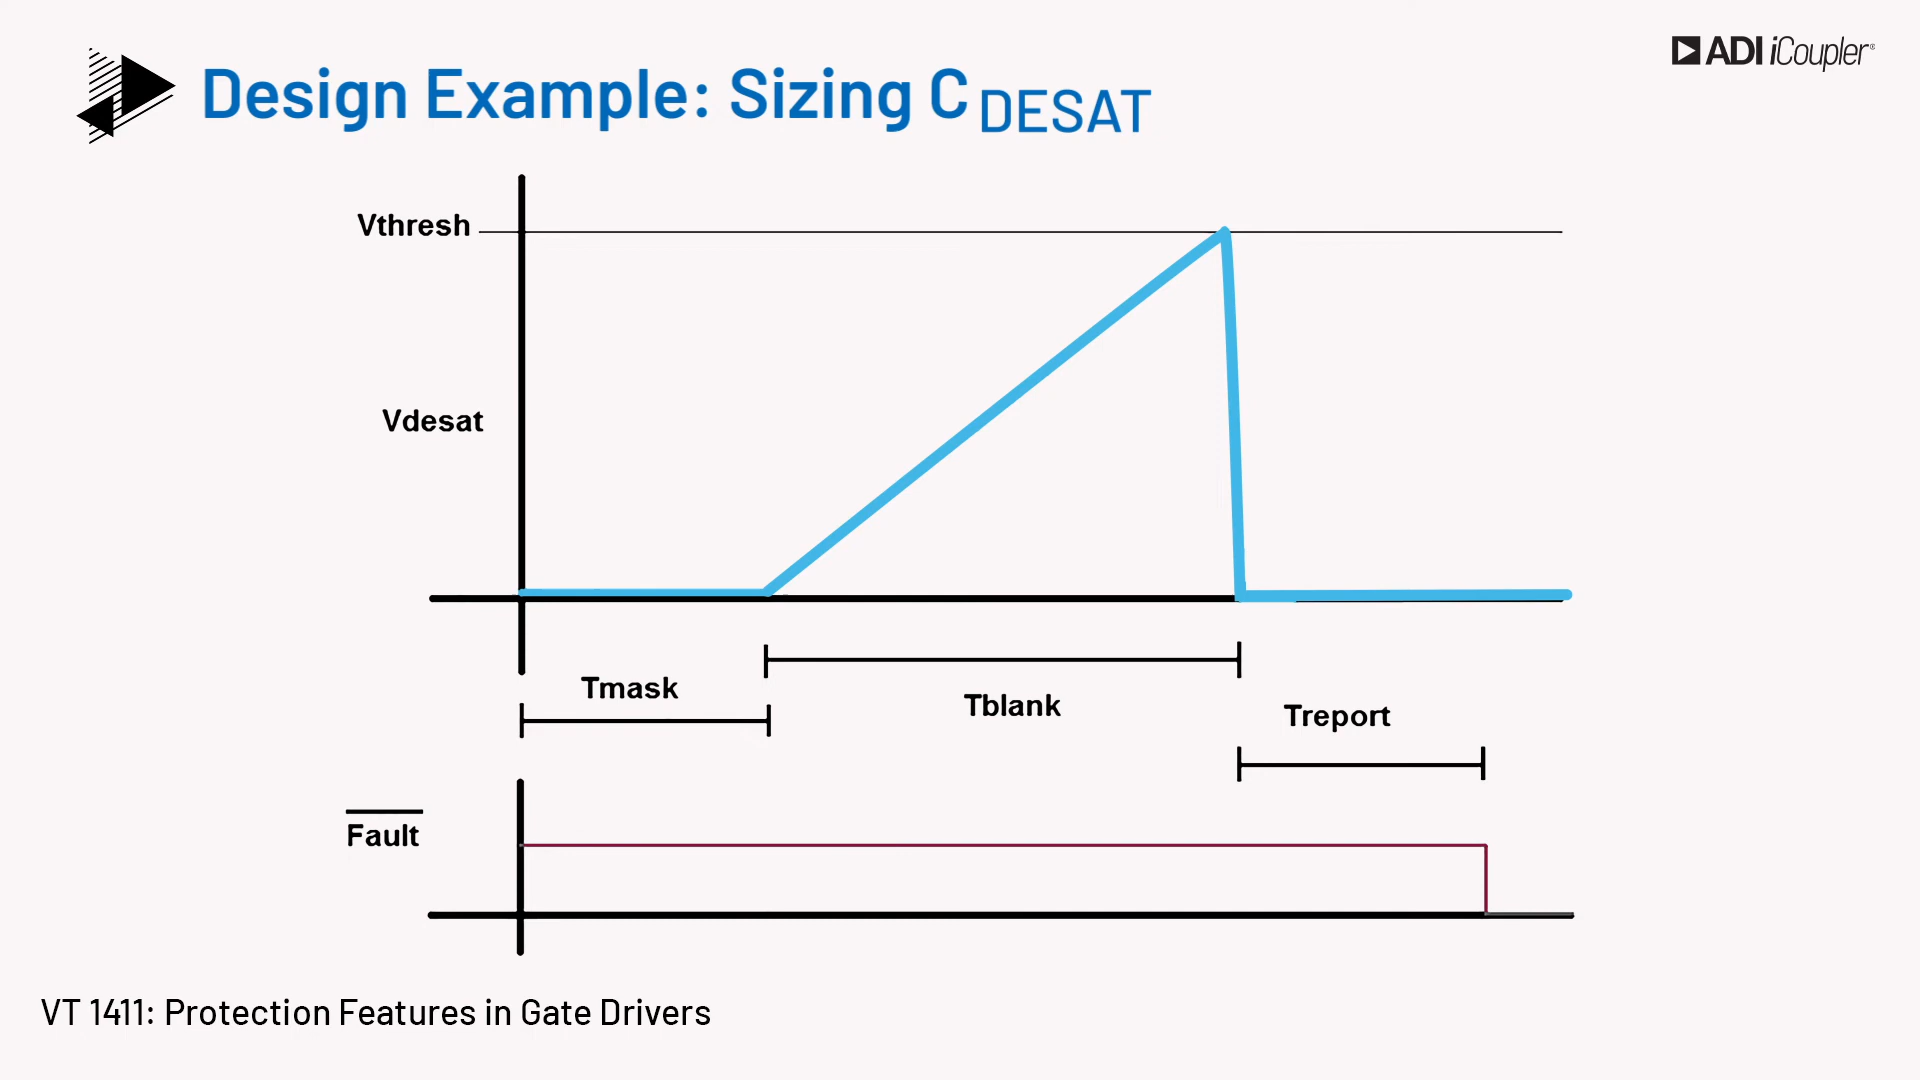 ADI iCoupler®
Design Example: Sizing C DESAT
Vthresh
Vdesat
Tmask
Tblank
Treport
Fault
VT 1411: Protection Features in Gate Drivers